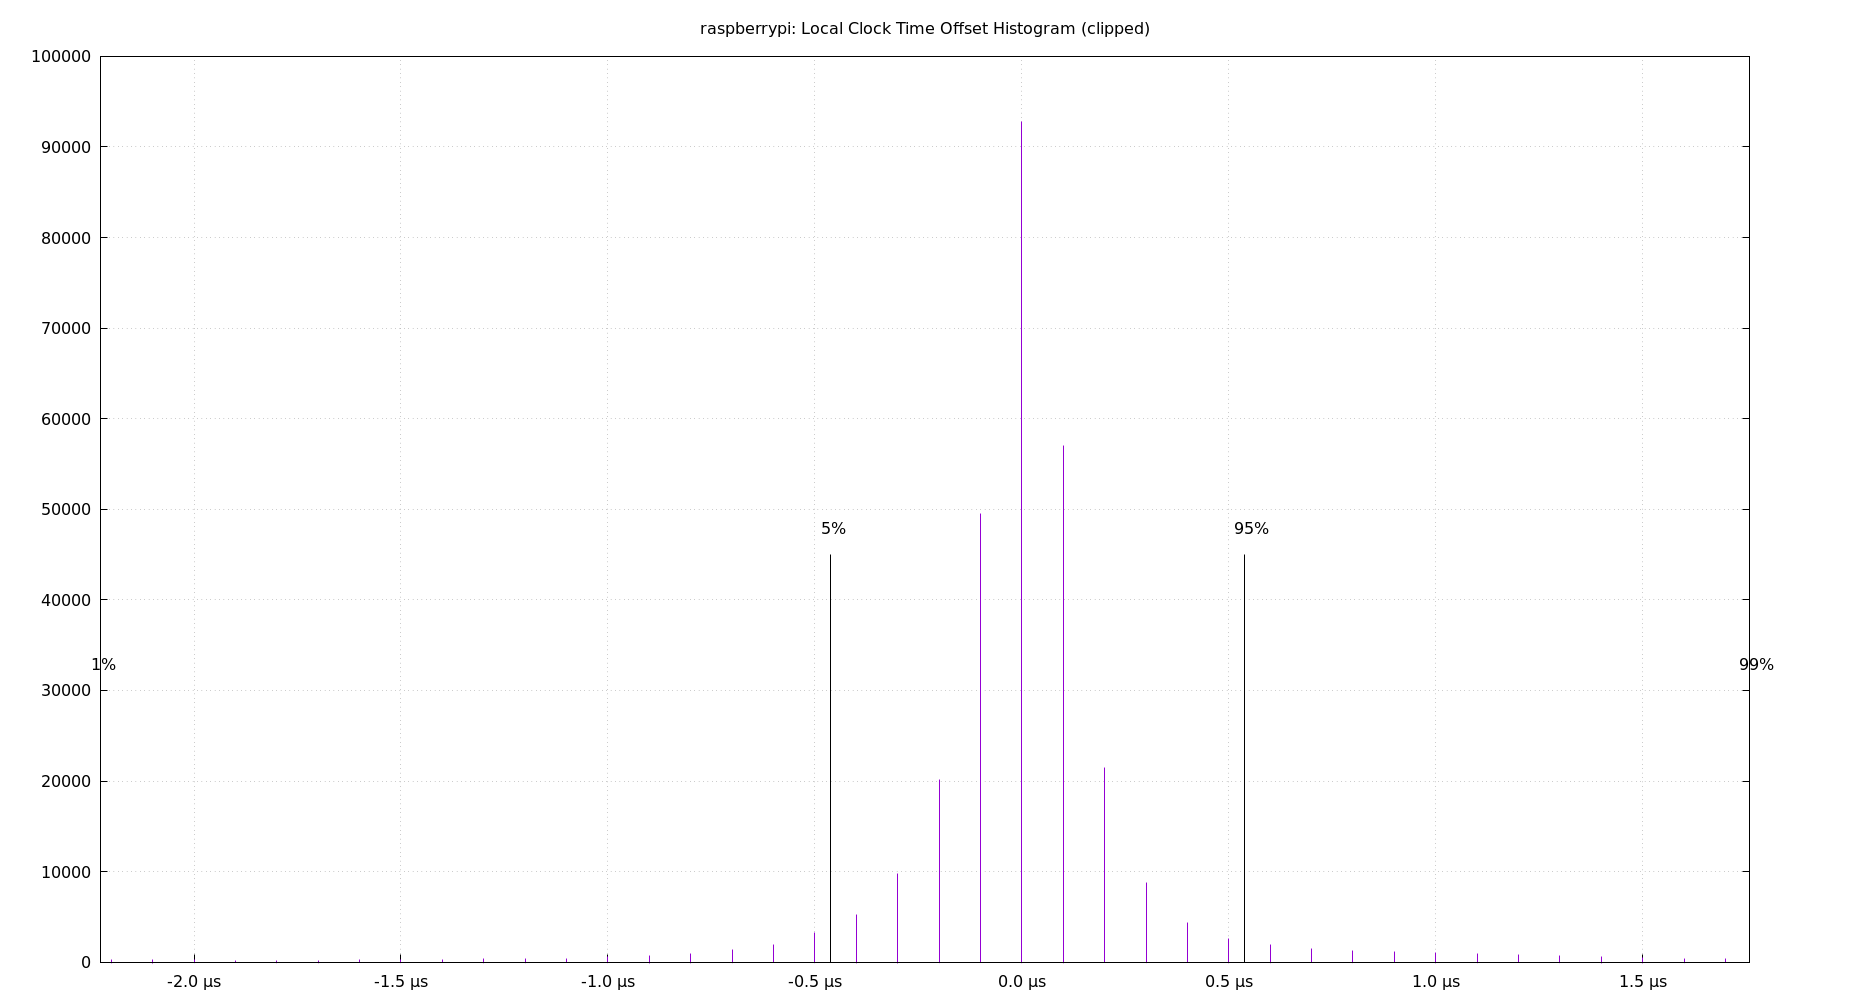 raspberrypi: Local Clock Time Offset Histogram (clipped)
100000
90000
80000
70000
60000
50000
5%
95%
40000
1%
99%
30000
20000
10000
0
-2.0 µs
-1.5 µs
-1.0 µs
-0.5 µs
0.0 µs
0.5 µs
1.0 µs
1.5 µs